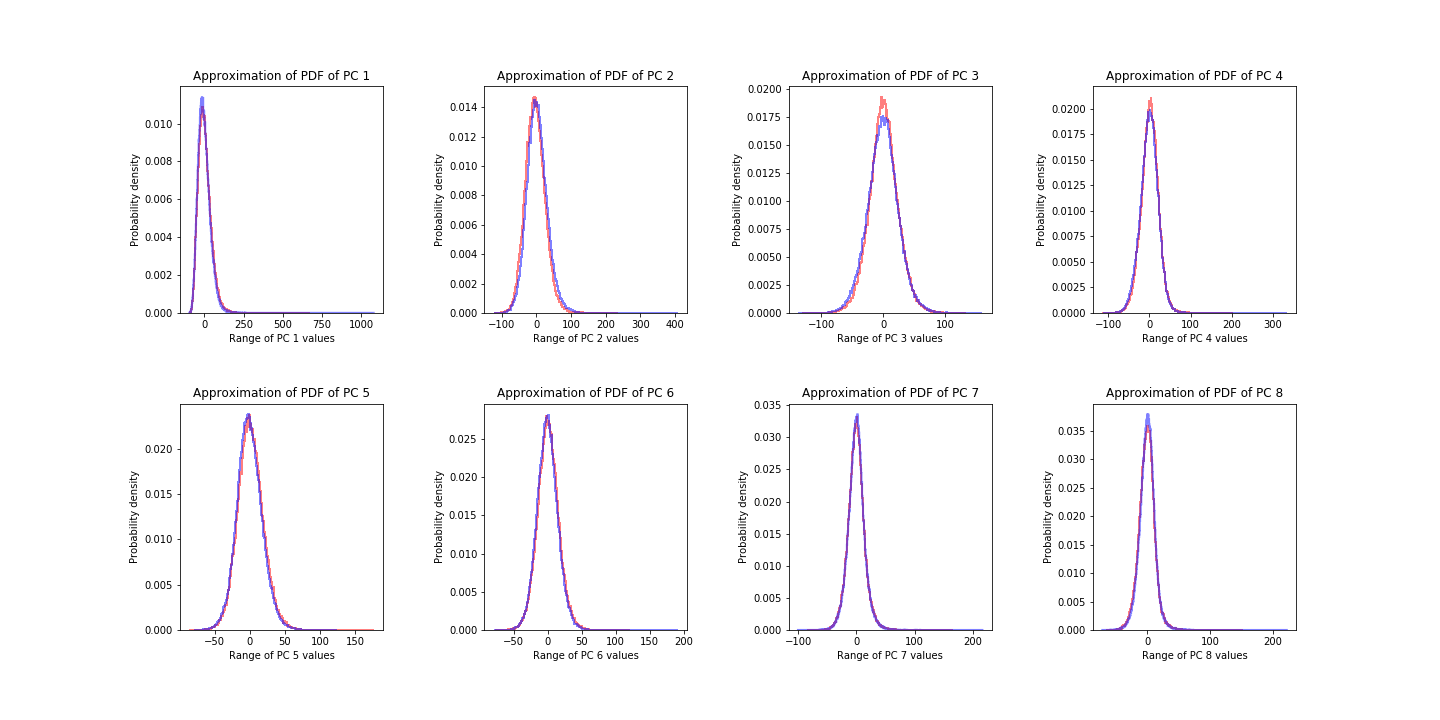 Approximation of PDF of PC 1
Probability density
0.010
0.008
0.006
0.004
0.002
0.000
0 250 500 750 1000
Range of PC 1 values
Approximation of PDF of PC 2
Probability density
0.014
0.012
0.010
0.008
0.006
0.004
0.002
0.000
−100 0 100 200 300 400
Range of PC 2 values
Approximation of PDF of PC 3
Probability density
0.0200
0.0175
0.0150
0.0125
0.0100
0.0075
0.0050
0.0025
0.0000
−100 0 100
Range of PC 3 values
Approximation of PDF of PC 4
Probability density
0.0200
0.0175
0.0150
0.0125
0.0100
0.0075
0.0050
0.0025
0.0000
−100 0 100 200 300
Range of PC 4 values
Approximation of PDF of PC 5
Probability density
0.020
0.015
0.010
0.005
0.000
−50 0 50 100 150
Range of PC 5 values
Approximation of PDF of PC 6
Probability density
0.025
0.020
0.015
0.010
0.005
0.000
−50 0 50 100 150 200
Range of PC 6 values
Approximation of PDF of PC 7
Probability density
0.035
0.030
0.025
0.020
0.015
0.010
0.005
0.000
−100 0 100 200
Range of PC 7 values
Approximation of PDF of PC 8
Probability density
0.035
0.030
0.025
0.020
0.015
0.010
0.005
0.000
0 100 200
Range of PC 8 values